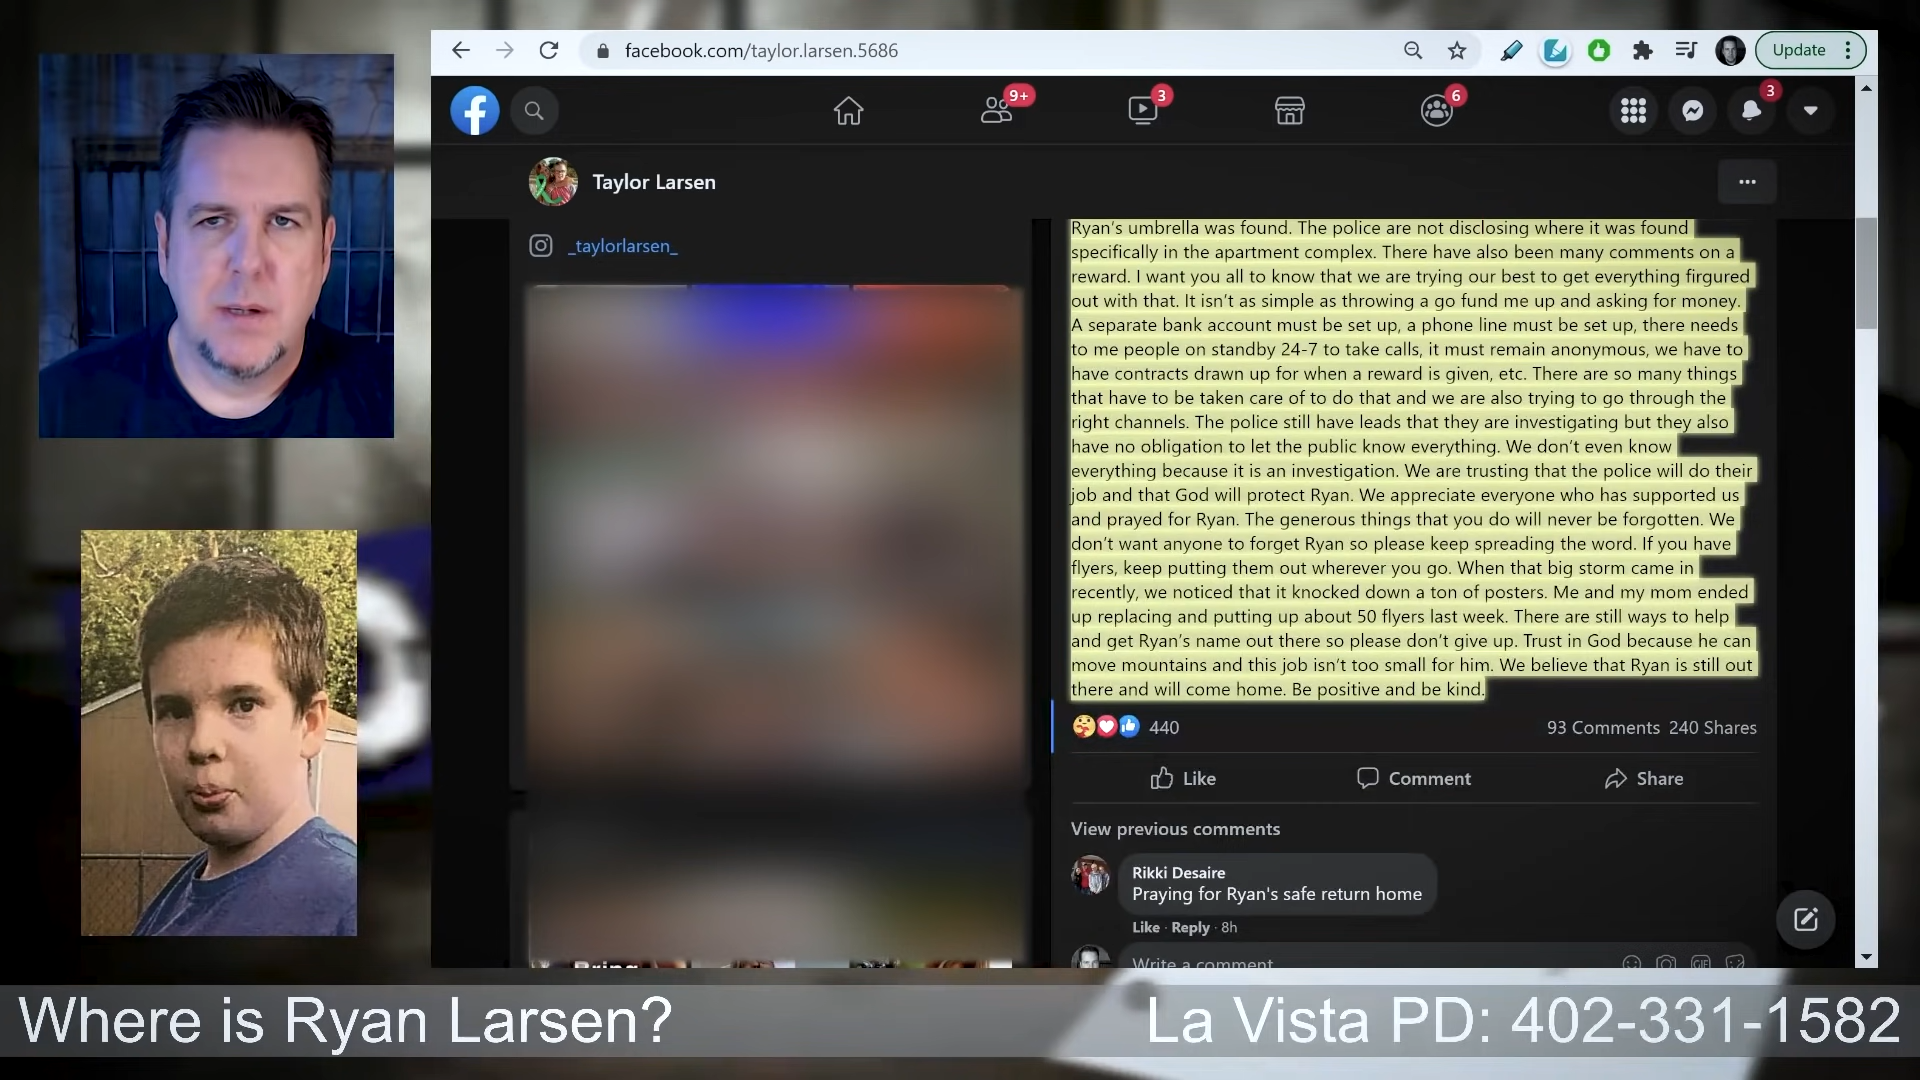 facebook.com/taylor.larsen.5686
Update
9+
3
6
3
Taylor Larsen
_taylorlarsen_
Ryan's umbrella was found. The police are not disclosing where it was found
specifically in the apartment complex. There have also been many comments on a
reward. I want you all to know that we are trying our best to get everything firgured
out with that. It isn't as simple as throwing a go fund me up and asking for money.
A separate bank account must be set up, a phone line must be set up, there needs
to me people on standby 24-7 to take calls, it must remain anonymous, we have to
have contracts drawn up for when a reward is given, etc. There are so many things
that have to be taken care of to do that and we are also trying to go through the
right channels. The police still have leads that they are investigating but they also
have no obligation to let the public know everything. We don't even know
everything because it is an investigation. We are trusting that the police will do their
job and that God will protect Ryan. We appreciate everyone who has supported us
and prayed for Ryan. The generous things that you do will never be forgotten. We
don't want anyone to forget Ryan so please keep spreading the word. If you have
flyers, keep putting them out wherever you go. When that big storm came in
recently, we noticed that it knocked down a ton of posters. Me and my mom ended
up replacing and putting up about 50 flyers last week. There are still ways to help
and get Ryan's name out there so please don't give up. Trust in God because he can
move mountains and this job isn't too small for him. We believe that Ryan is still out
there and will come home. Be positive and be kind.
440
93 Comments 240 Shares
Like
Comment
Share
View previous comments
Rikki Desaire
Praying for Ryan's safe return home
Like · Reply · 8h
Write a comment
GIF
Where is Ryan Larsen?
La Vista PD: 402-331-1582